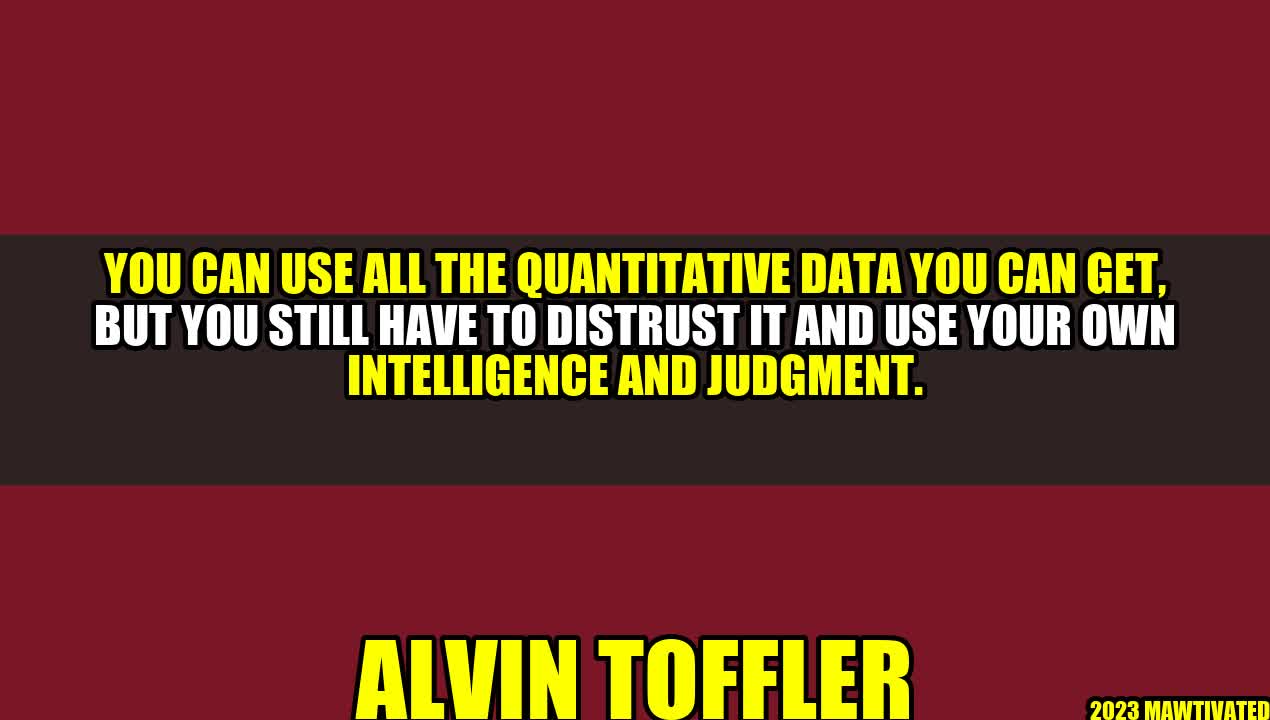 YOU CAN USE ALL THE QUANTITATIVE DATA YOU CAN GET,
BUT YOU STILL HAVE TO DISTRUST IT AND USE YOUR OWN
INTELLIGENCE AND JUDGMENT.
ALVIN TOFFLER
2023 MAWTIVATED